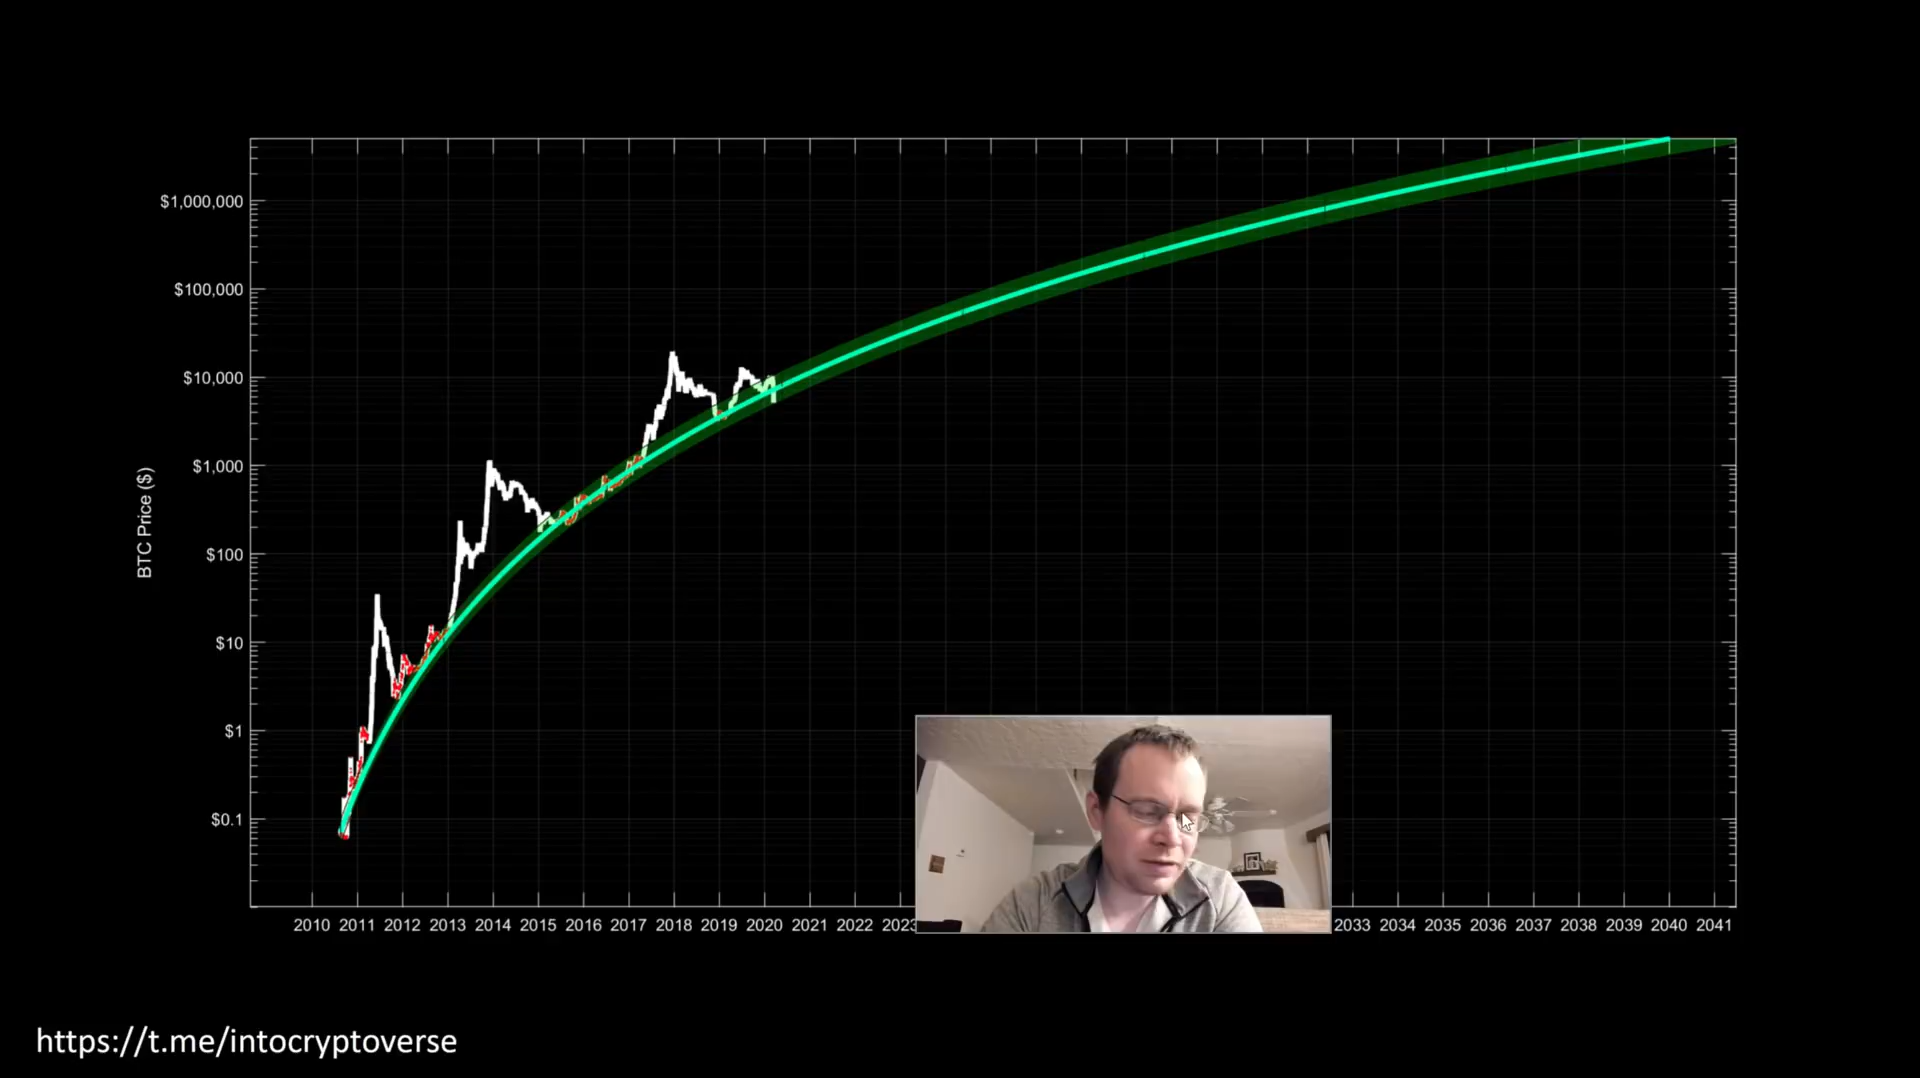 $1,000,000
$100,000
$10,000
$1,000
$100
$10
$1
$0.1
BTC Price ($)
2010 2011 2012 2013 2014 2015 2016 2017 2018 2019 2020 2021 2022 2023 2033 2034 2035 2036 2037 2038 2039 2040 2041
https://t.me/intocryptoverse